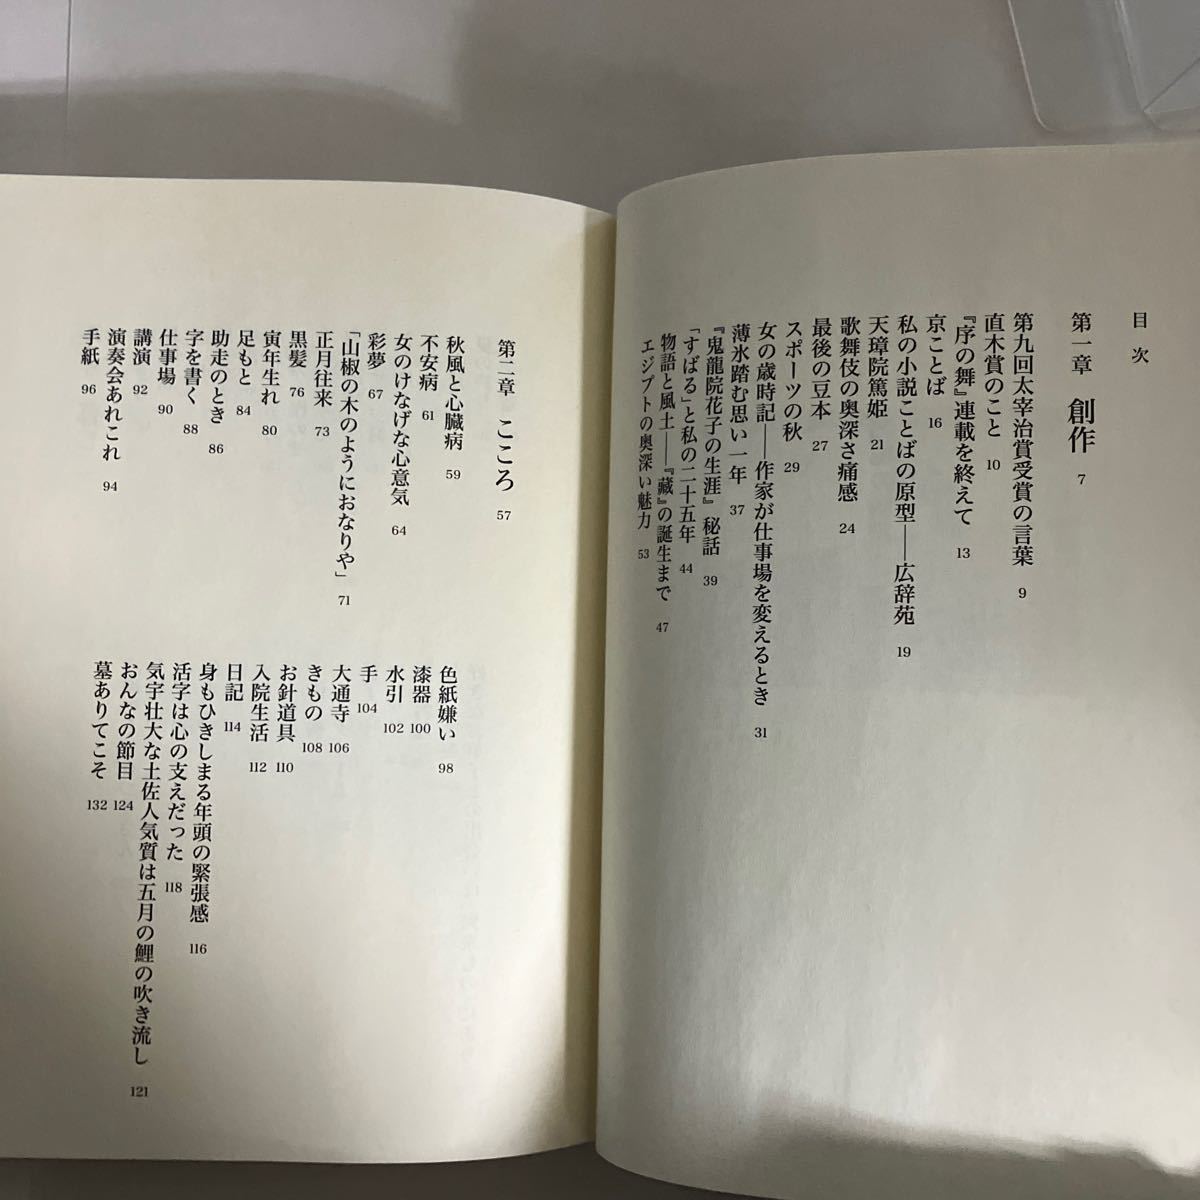 目次
第一章 創作 7
第九回太宰治賞受賞の言葉 9
直木賞のこと 10
『序の舞』連載を終えて 13
京ことば 16
私の小説ことばの原型——広辞苑 19
天璋院篤姫 21
歌舞伎の奥深さ痛感 24
最後の豆本 27
スポーツの秋 29
女の歳時記——作家が仕事場を変えるとき 31
薄氷踏む思い一年 37
『鬼龍院花子の生涯』秘話 39
「すばる」と私の二十五年 44
物語と風土——『藏』の誕生まで 47
エジプトの奥深い魅力 53
第二章 こころ 57
秋風と心臓病 59
不安病 61
女のけなげな心意気 64
彩夢 67
「山椒の木のようにおなりや」 71
正月往来 73
黒髪 76
寅年生れ 80
足もと 84
助走のとき 86
字を書く 88
仕事場 90
講演 92
演奏会あれこれ 94
手紙 96
色紙嫌い 98
漆器 100
水引 102
手 104
大通寺 106
きもの 108
お針道具 110
入院生活 112
日記 114
身もひきしまる年頭の緊張感 116
活字は心の支えだった 118
気宇壮大な土佐人気質は五月の鯉の吹き流し 121
おんなの節目 124
墓ありてこそ 132